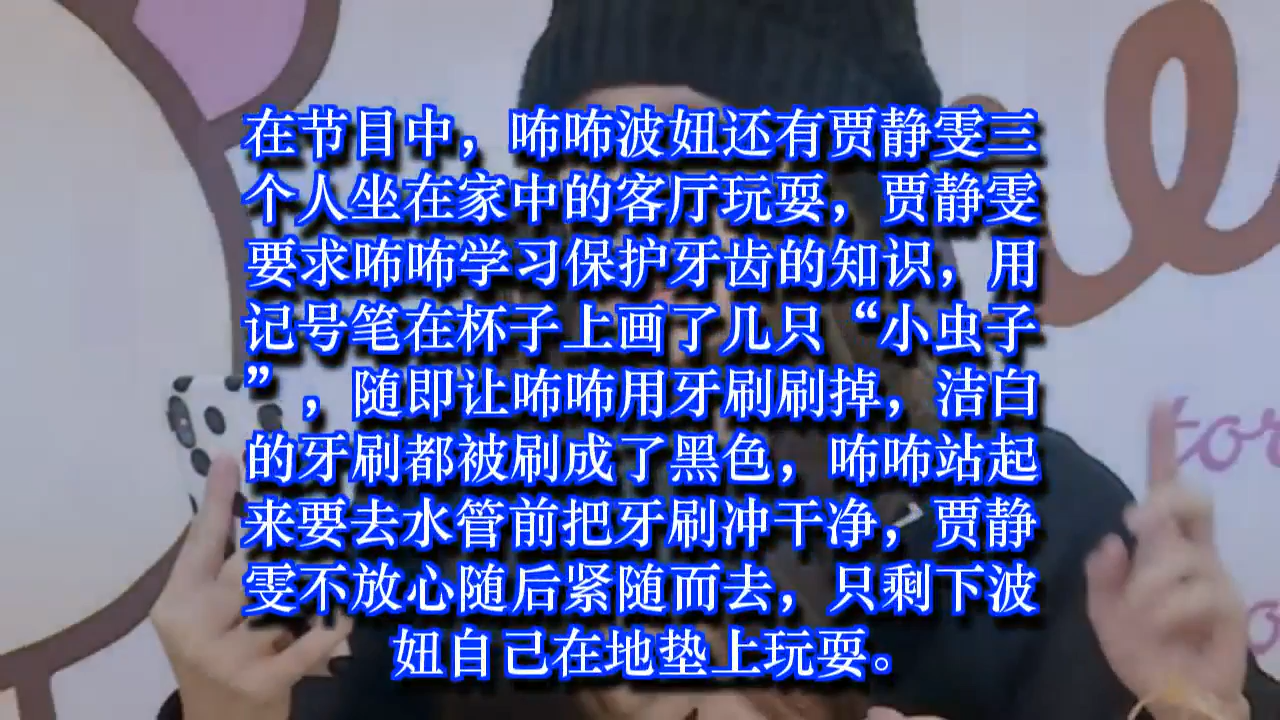 在节目中，咘咘波妞还有贾静雯三
个人坐在家中的客厅玩耍，贾静雯
要求咘咘学习保护牙齿的知识，用
记号笔在杯子上画了几只“小虫子
”，随即让咘咘用牙刷刷掉，洁白
的牙刷都被刷成了黑色，咘咘站起
来要去水管前把牙刷冲干净，贾静
雯不放心随后紧随而去，只剩下波
妞自己在地垫上玩耍。
tor